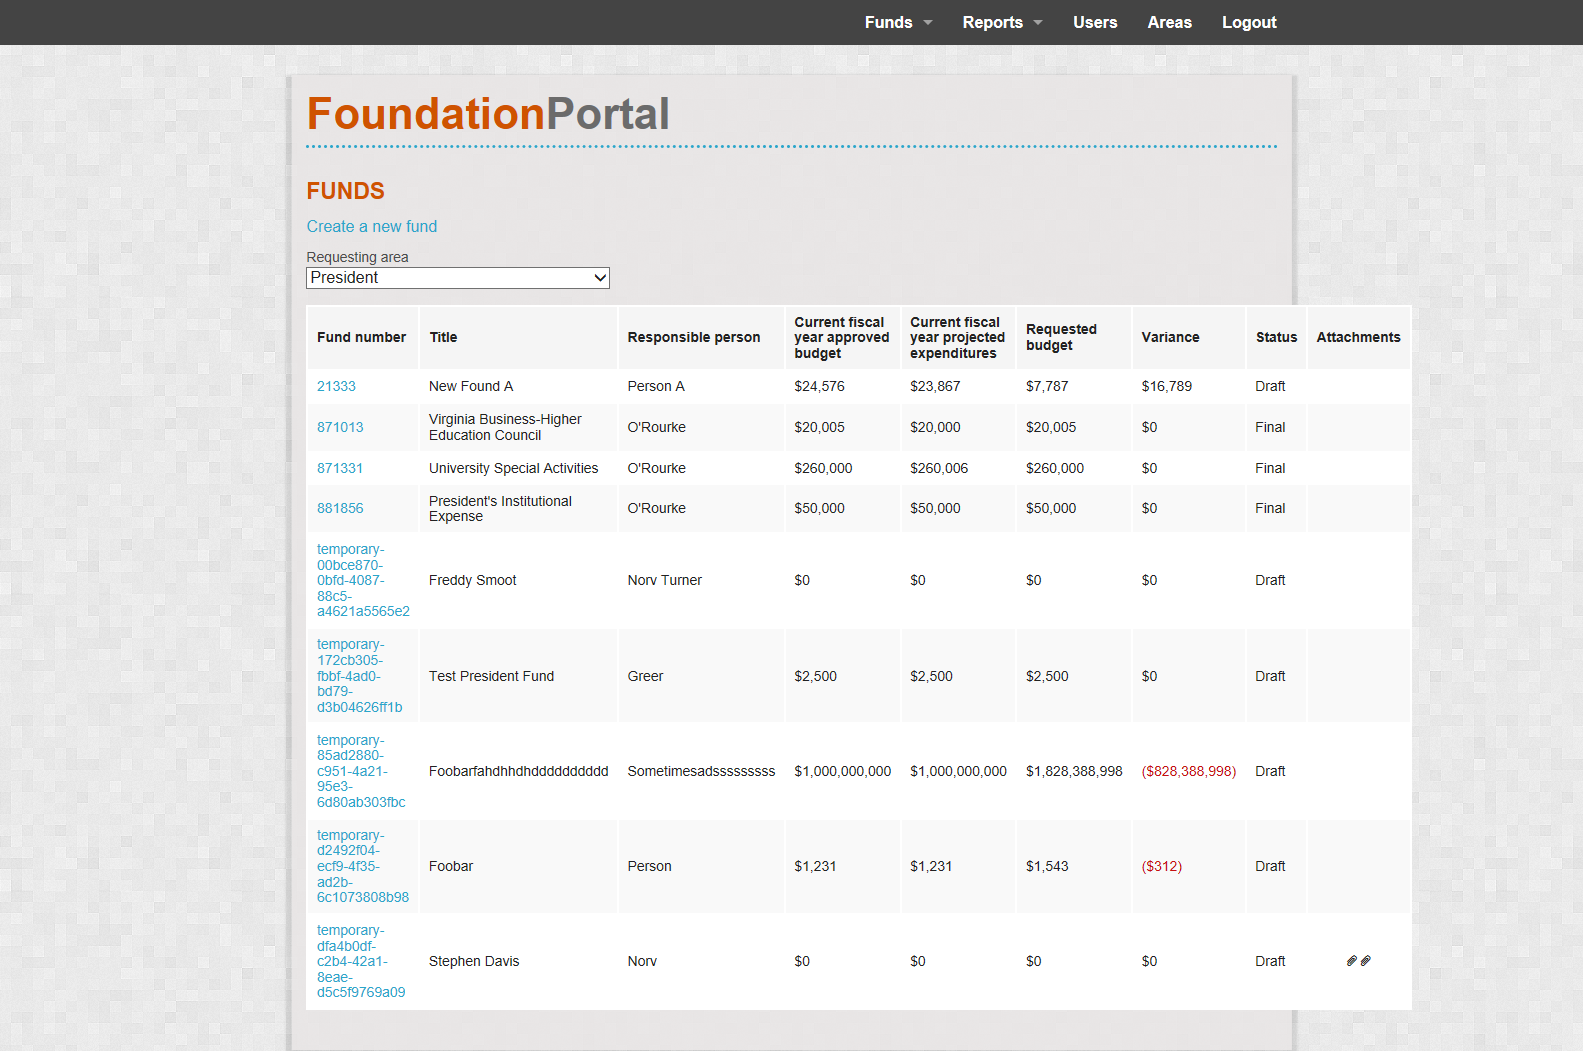 Funds Reports Users Areas Logout
FoundationPortal
FUNDS
Create a new fund
Requesting area
President
Fund number Title Responsible person Current fiscal year approved budget Current fiscal year projected expenditures Requested budget Variance Status Attachments
21333 New Found A Person A $24,576 $23,867 $7,787 $16,789 Draft
871013 Virginia Business-Higher Education Council O'Rourke $20,005 $20,000 $20,005 $0 Final
871331 University Special Activities O'Rourke $260,000 $260,006 $260,000 $0 Final
881856 President's Institutional Expense O'Rourke $50,000 $50,000 $50,000 $0 Final
temporary-00bce870-0bfd-4087-88c5-a4621a5565e2 Freddy Smoot Norv Turner $0 $0 $0 $0 Draft
temporary-172cb305-fbbf-4ad0-bd79-d3b04626ff1b Test President Fund Greer $2,500 $2,500 $2,500 $0 Draft
temporary-85ad2880-c951-4a21-95e3-6d80ab303fbc Foobarfahdhhdhdddddddddd Sometimesadsssssssss $1,000,000,000 $1,000,000,000 $1,828,388,998 ($828,388,998) Draft
temporary-d2492f04-ecf9-4f35-ad2b-6c1073808b98 Foobar Person $1,231 $1,231 $1,543 ($312) Draft
temporary-dfa4b0df-c2b4-42a1-8eae-d5c5f9769a09 Stephen Davis Norv $0 $0 $0 $0 Draft